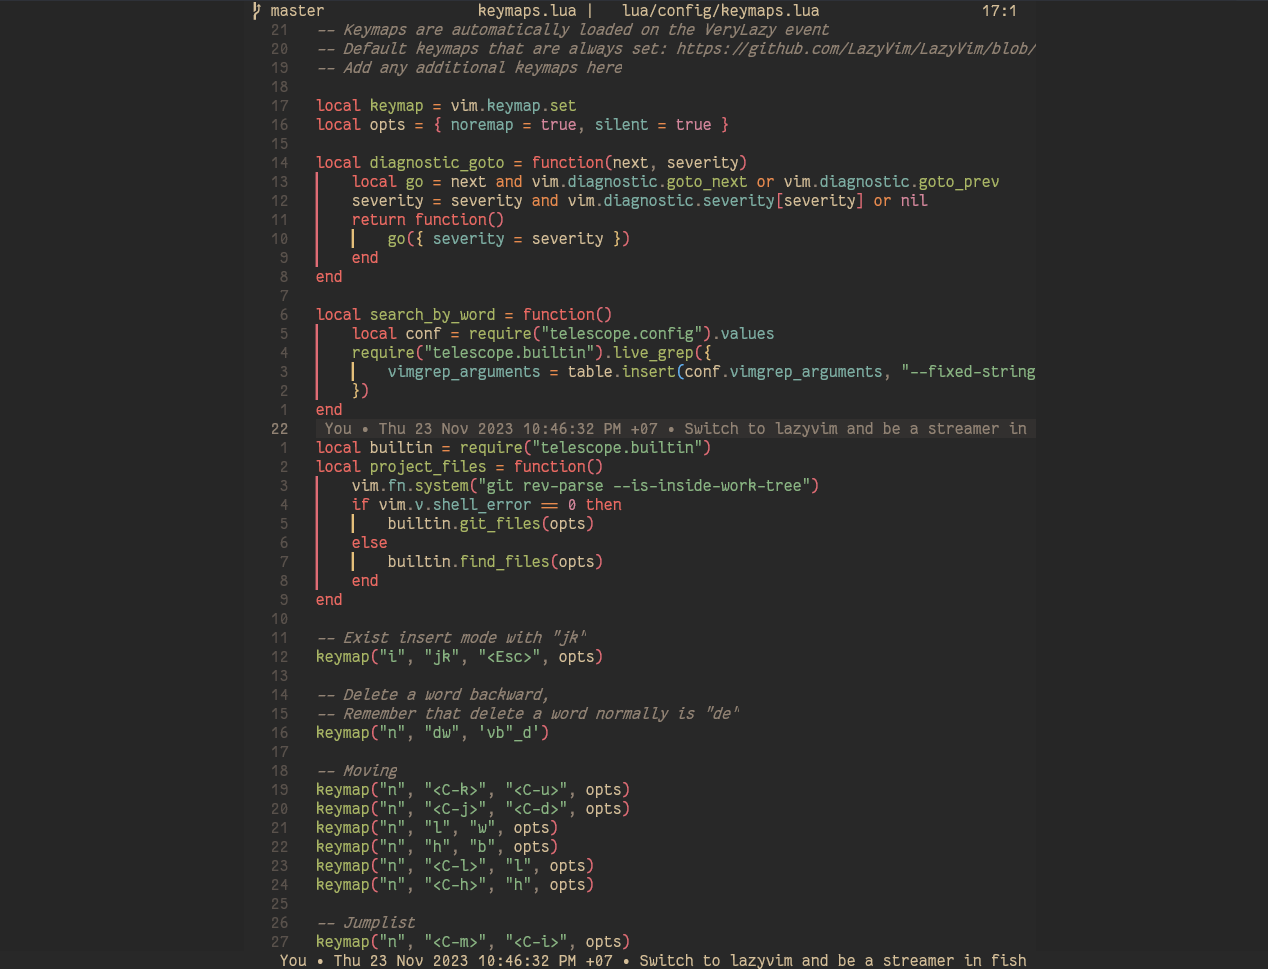 master keymaps.lua | lua/config/keymaps.lua 17:1
21 -- Keymaps are automatically loaded on the VeryLazy event
20 -- Default keymaps that are always set: https://github.com/LazyVim/LazyVim/blob/
19 -- Add any additional keymaps here
18
17 local keymap = vim.keymap.set
16 local opts = { noremap = true, silent = true }
15
14 local diagnostic_goto = function(next, severity)
13     local go = next and vim.diagnostic.goto_next or vim.diagnostic.goto_prev
12     severity = severity and vim.diagnostic.severity[severity] or nil
11     return function()
10         go({ severity = severity })
9     end
8 end
7
6 local search_by_word = function()
5     local conf = require("telescope.config").values
4     require("telescope.builtin").live_grep({
3         vimgrep_arguments = table.insert(conf.vimgrep_arguments, "--fixed-string
2     })
1 end
22 You • Thu 23 Nov 2023 10:46:32 PM +07 • Switch to lazyvim and be a streamer in
1 local builtin = require("telescope.builtin")
2 local project_files = function()
3     vim.fn.system("git rev-parse --is-inside-work-tree")
4     if vim.v.shell_error == 0 then
5         builtin.git_files(opts)
6     else
7         builtin.find_files(opts)
8     end
9 end
10
11 -- Exist insert mode with "jk"
12 keymap("i", "jk", "<Esc>", opts)
13
14 -- Delete a word backward,
15 -- Remember that delete a word normally is "de"
16 keymap("n", "dw", 'vb"_d')
17
18 -- Moving
19 keymap("n", "<C-k>", "<C-u>", opts)
20 keymap("n", "<C-j>", "<C-d>", opts)
21 keymap("n", "l", "w", opts)
22 keymap("n", "h", "b", opts)
23 keymap("n", "<C-l>", "l", opts)
24 keymap("n", "<C-h>", "h", opts)
25
26 -- Jumplist
27 keymap("n", "<C-m>", "<C-i>", opts)
You • Thu 23 Nov 2023 10:46:32 PM +07 • Switch to lazyvim and be a streamer in fish